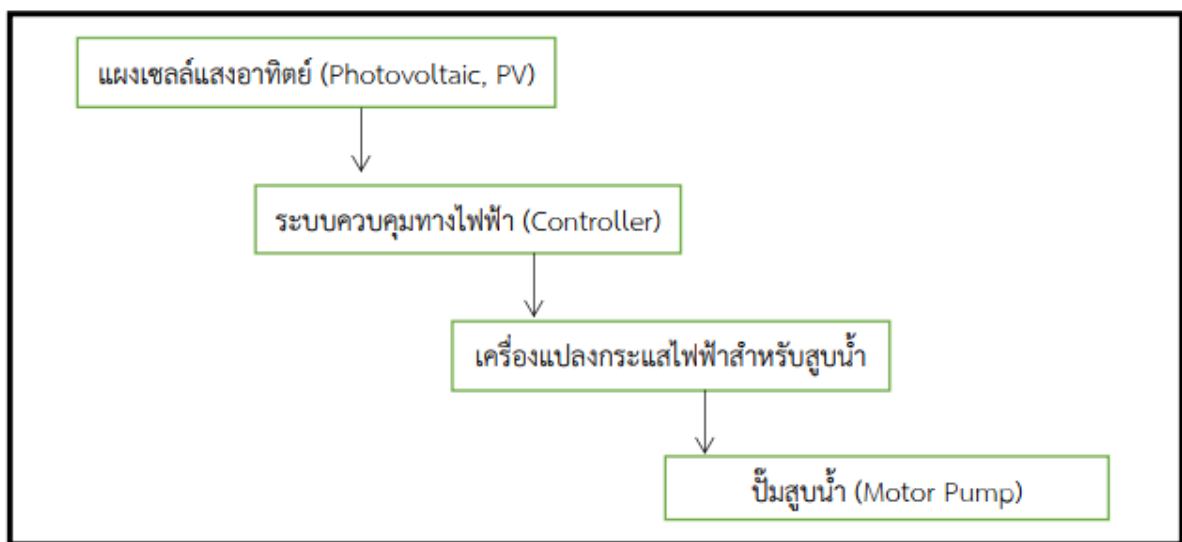 แผงเซลล์แสงอาทิตย์ (Photovoltaic, PV)
ระบบควบคุมทางไฟฟ้า (Controller)
เครื่องแปลงกระแสไฟฟ้าสำหรับสูบน้ำ
ปั๊มสูบน้ำ (Motor Pump)